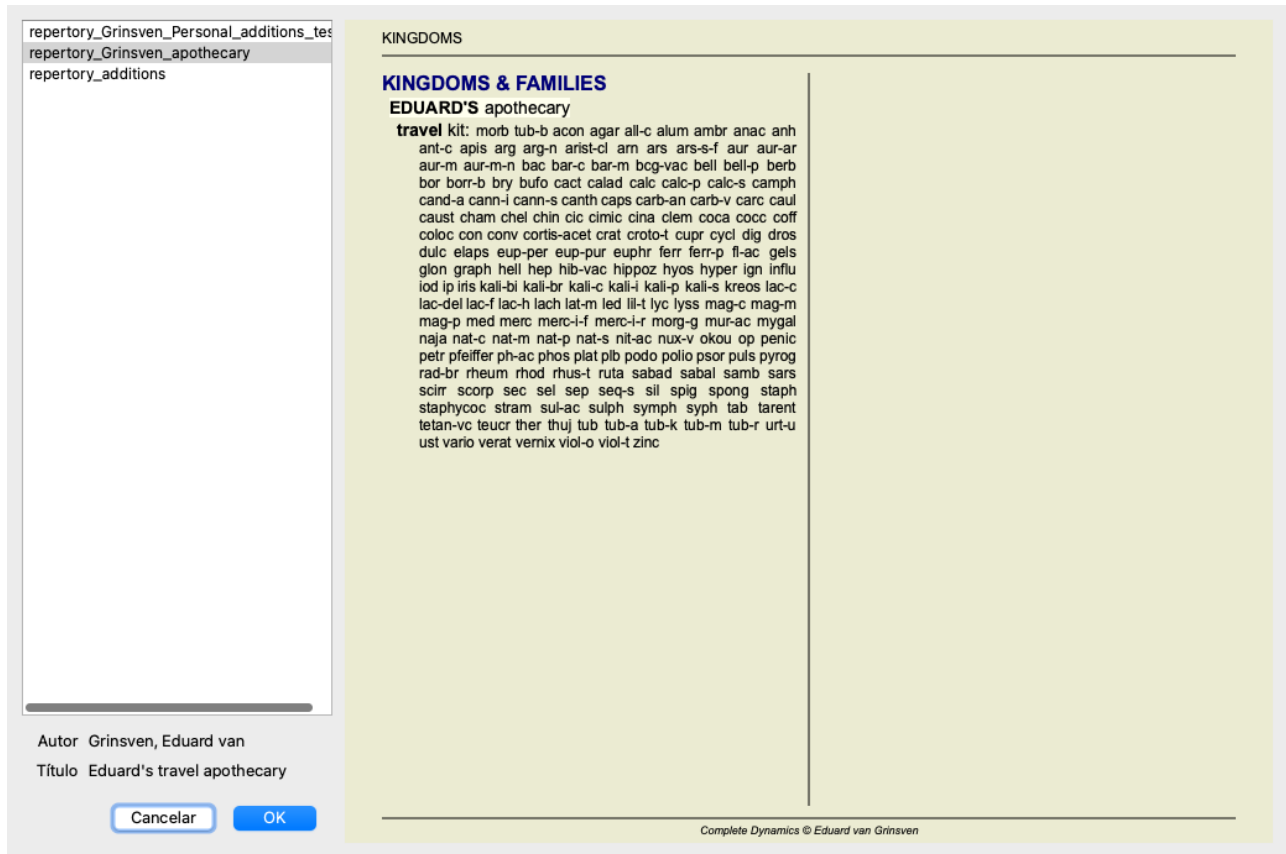 repertory_Grinsven_Personal_additions_tes
repertory_Grinsven_apothecary
repertory_additions
Autor Grinsven, Eduard van
Título Eduard's travel apothecary
Cancelar OK
KINGDOMS
KINGDOMS & FAMILIES
EDUARD'S apothecary
travel kit: morb tub-b acon agar all-c alum ambr anac anh
ant-c apis arg arg-n arist-cl arn ars ars-s-f aur aur-ar
aur-m aur-m-n bac bar-c bar-m bcg-vac bell bell-p berb
bor borr-b bry bufo cact calad calc calc-p calc-s camph
cand-a cann-i cann-s canth caps carb-an carb-v carc caul
caust cham chel chin cic cimic cina clem coca cocc coff
coloc con conv cortis-acet crat croto-t cupr cycl dig dros
dulc elaps eup-per eup-pur euphr ferr ferr-p fl-ac gels
glon graph hell hep hib-vac hippoz hyos hyper ign influ
iod ip iris kali-bi kali-br kali-c kali-i kali-p kali-s kreos lac-c
lac-del lac-f lac-h lach lat-m led lil-t lyc lyss mag-c mag-m
mag-p med merc merc-i-f merc-i-r morg-g mur-ac mygal
naja nat-c nat-m nat-p nat-s nit-ac nux-v okou op penic
petr pfeiffer ph-ac phos plat plb podo polio psor puls pyrog
rad-br rheum rhod rhus-t ruta sabad sabal samb sars
scirr scorp sec sel sep seq-s sil spig spong staph
staphycoc stram sul-ac sulph symph syph tab tarent
tetan-vc teucr ther thuj tub tub-a tub-k tub-m tub-r urt-u
ust vario verat vernix viol-o viol-t zinc
Complete Dynamics © Eduard van Grinsven